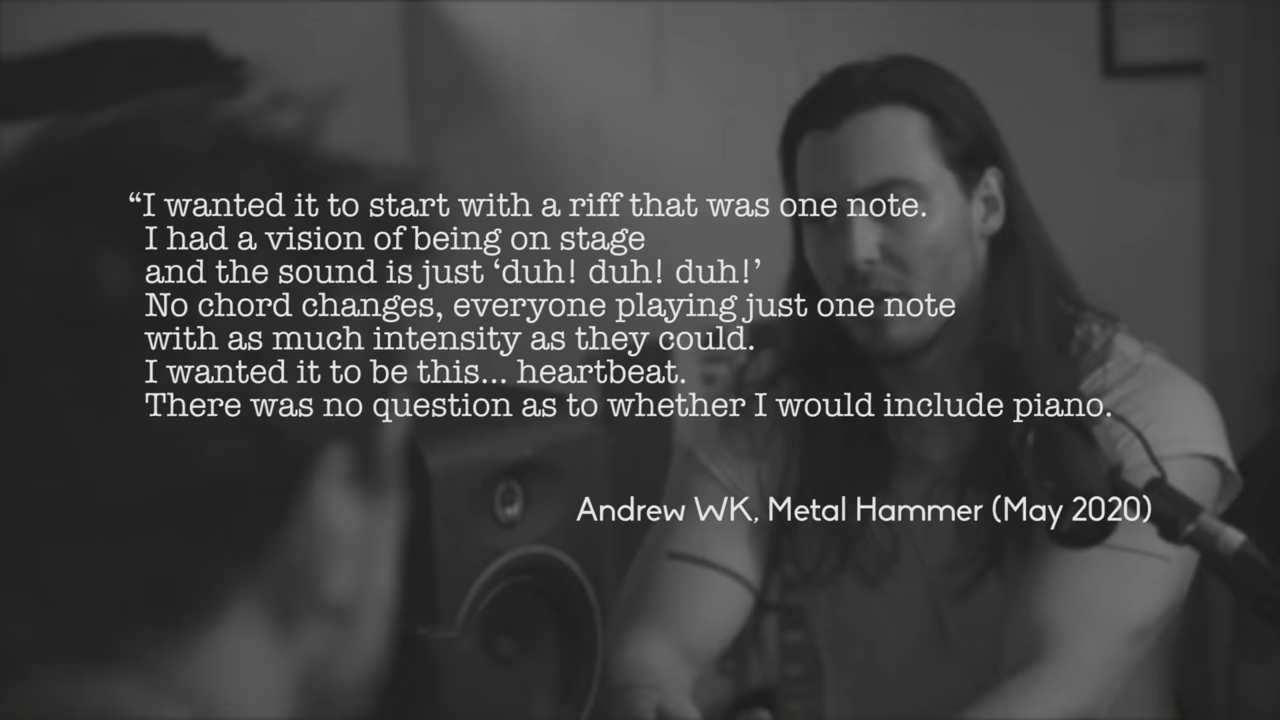 “I wanted it to start with a riff that was one note.
I had a vision of being on stage
and the sound is just ‘duh! duh! duh!’
No chord changes, everyone playing just one note
with as much intensity as they could.
I wanted it to be this... heartbeat.
There was no question as to whether I would include piano.
Andrew WK, Metal Hammer (May 2020)